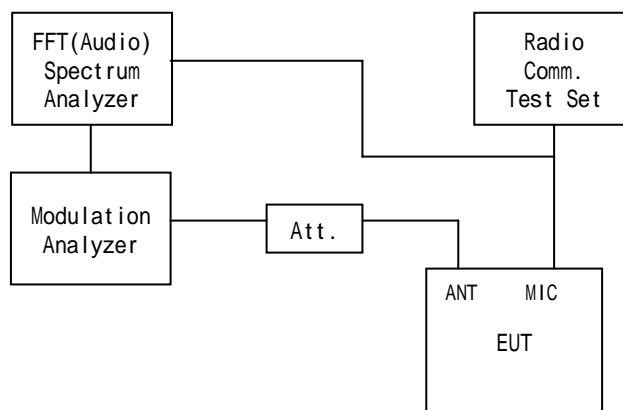 FFT(Audio)
Spectrum
Analyzer
Radio
Comm.
Test Set
Modulation
Analyzer
Att.
ANT
MIC
EUT